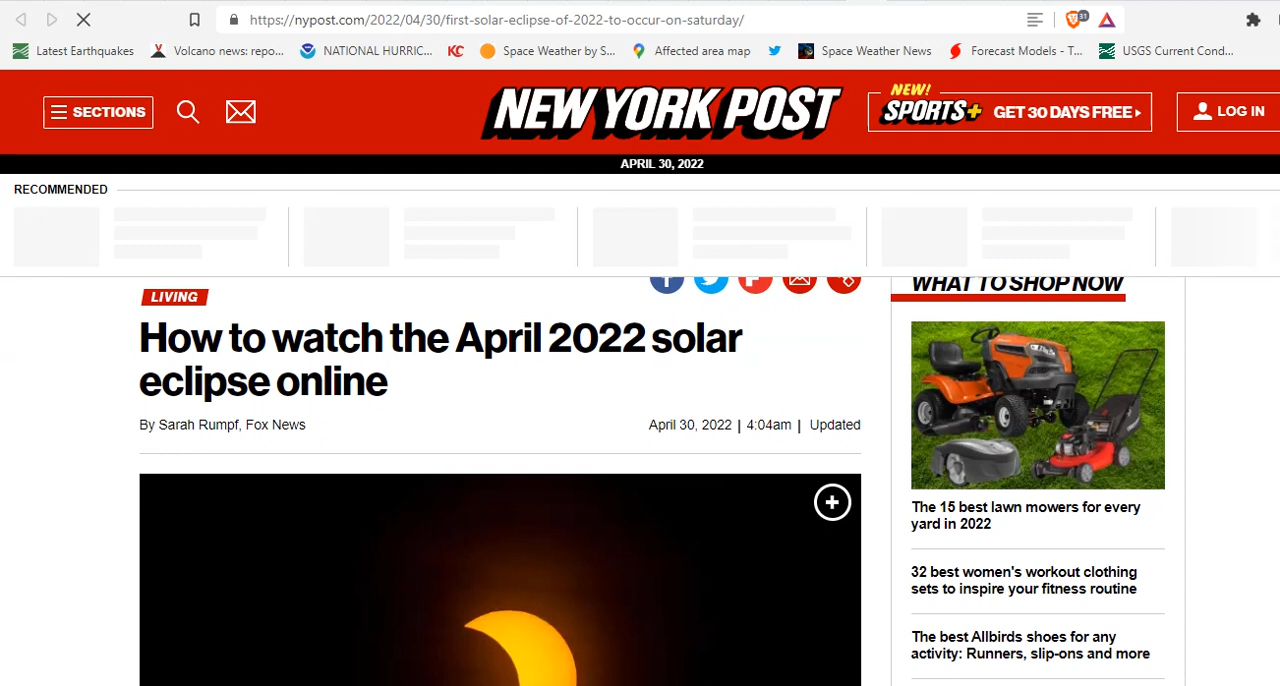 https://nypost.com/2022/04/30/first-solar-eclipse-of-2022-to-occur-on-saturday/
31
Latest Earthquakes
Volcano news: repo...
NATIONAL HURRIC...
KC
Space Weather by S...
Affected area map
Space Weather News
Forecast Models - T...
USGS Current Cond...
SECTIONS
NEW YORK POST
NEW!
SPORTS+ GET 30 DAYS FREE
LOG IN
APRIL 30, 2022
RECOMMENDED
LIVING
How to watch the April 2022 solar
eclipse online
By Sarah Rumpf, Fox News
April 30, 2022 | 4:04am | Updated
WHAT TO SHOP NOW
The 15 best lawn mowers for every
yard in 2022
32 best women's workout clothing
sets to inspire your fitness routine
The best Allbirds shoes for any
activity: Runners, slip-ons and more